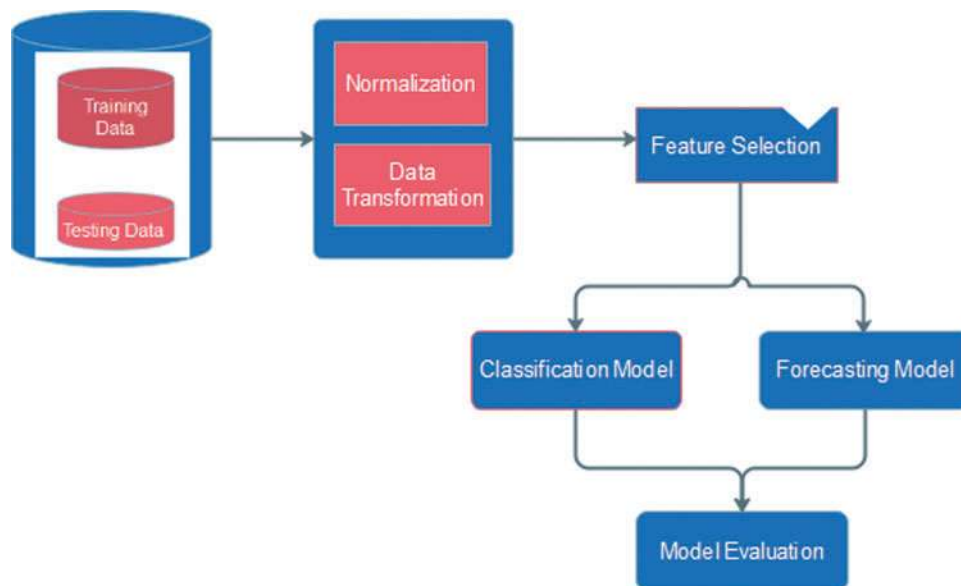 Training
Data
Testing Data
Normalization
Data
Transformation
Feature Selection
Classification Model
Forecasting Model
Model Evaluation